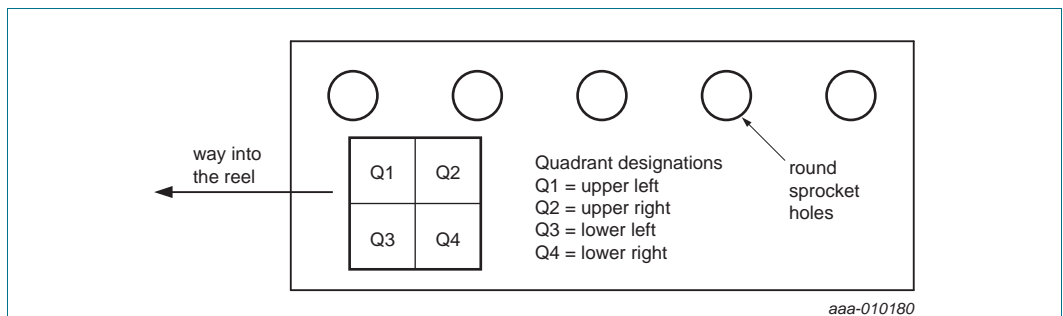 way into
the reel
Q1 Q2
Q3 Q4
Quadrant designations
Q1 = upper left
Q2 = upper right
Q3 = lower left
Q4 = lower right
round
sprocket
holes
aaa-010180